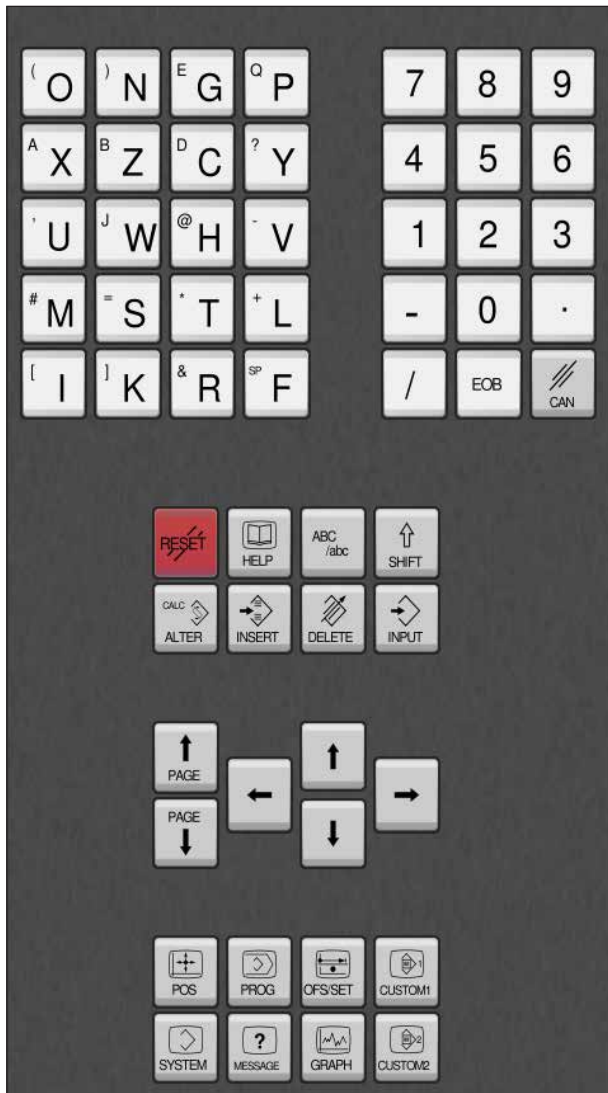 ( O ) N E G Q P 7 8 9
A X B Z D C ? Y 4 5 6
, U J W @ H - V 1 2 3
# M = S * T + L - 0 .
[ I ] K & R SP F / EOB CAN
RESET HELP ABC /abc SHIFT
CALC ALTER INSERT DELETE INPUT
PAGE
PAGE
POS PROG OFS/SET CUSTOM1
SYSTEM ? MESSAGE GRAPH CUSTOM2